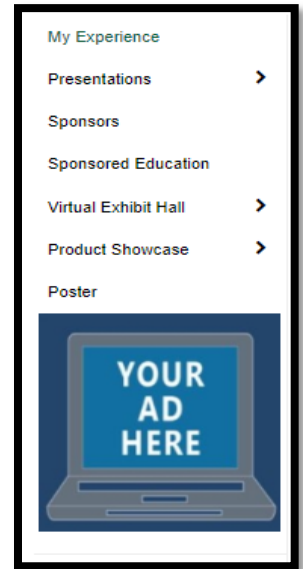 My Experience
Presentations
Sponsors
Sponsored Education
Virtual Exhibit Hall
Product Showcase
Poster
YOUR
AD
HERE